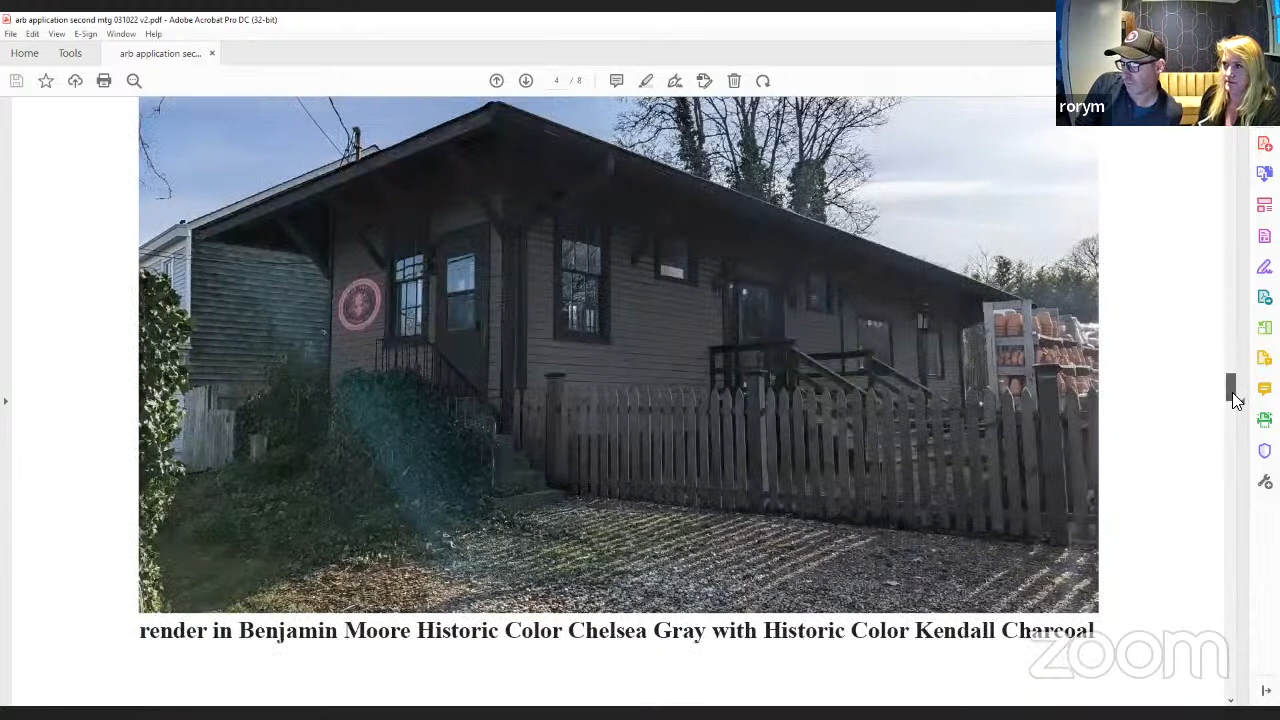 arb application second mtg 031022 v2.pdf - Adobe Acrobat Pro DC (32-bit)
File Edit View E-Sign Window Help
Home Tools arb application sec... ×
4 / 8
rorym
render in Benjamin Moore Historic Color Chelsea Gray with Historic Color Kendall Charcoal
zoom